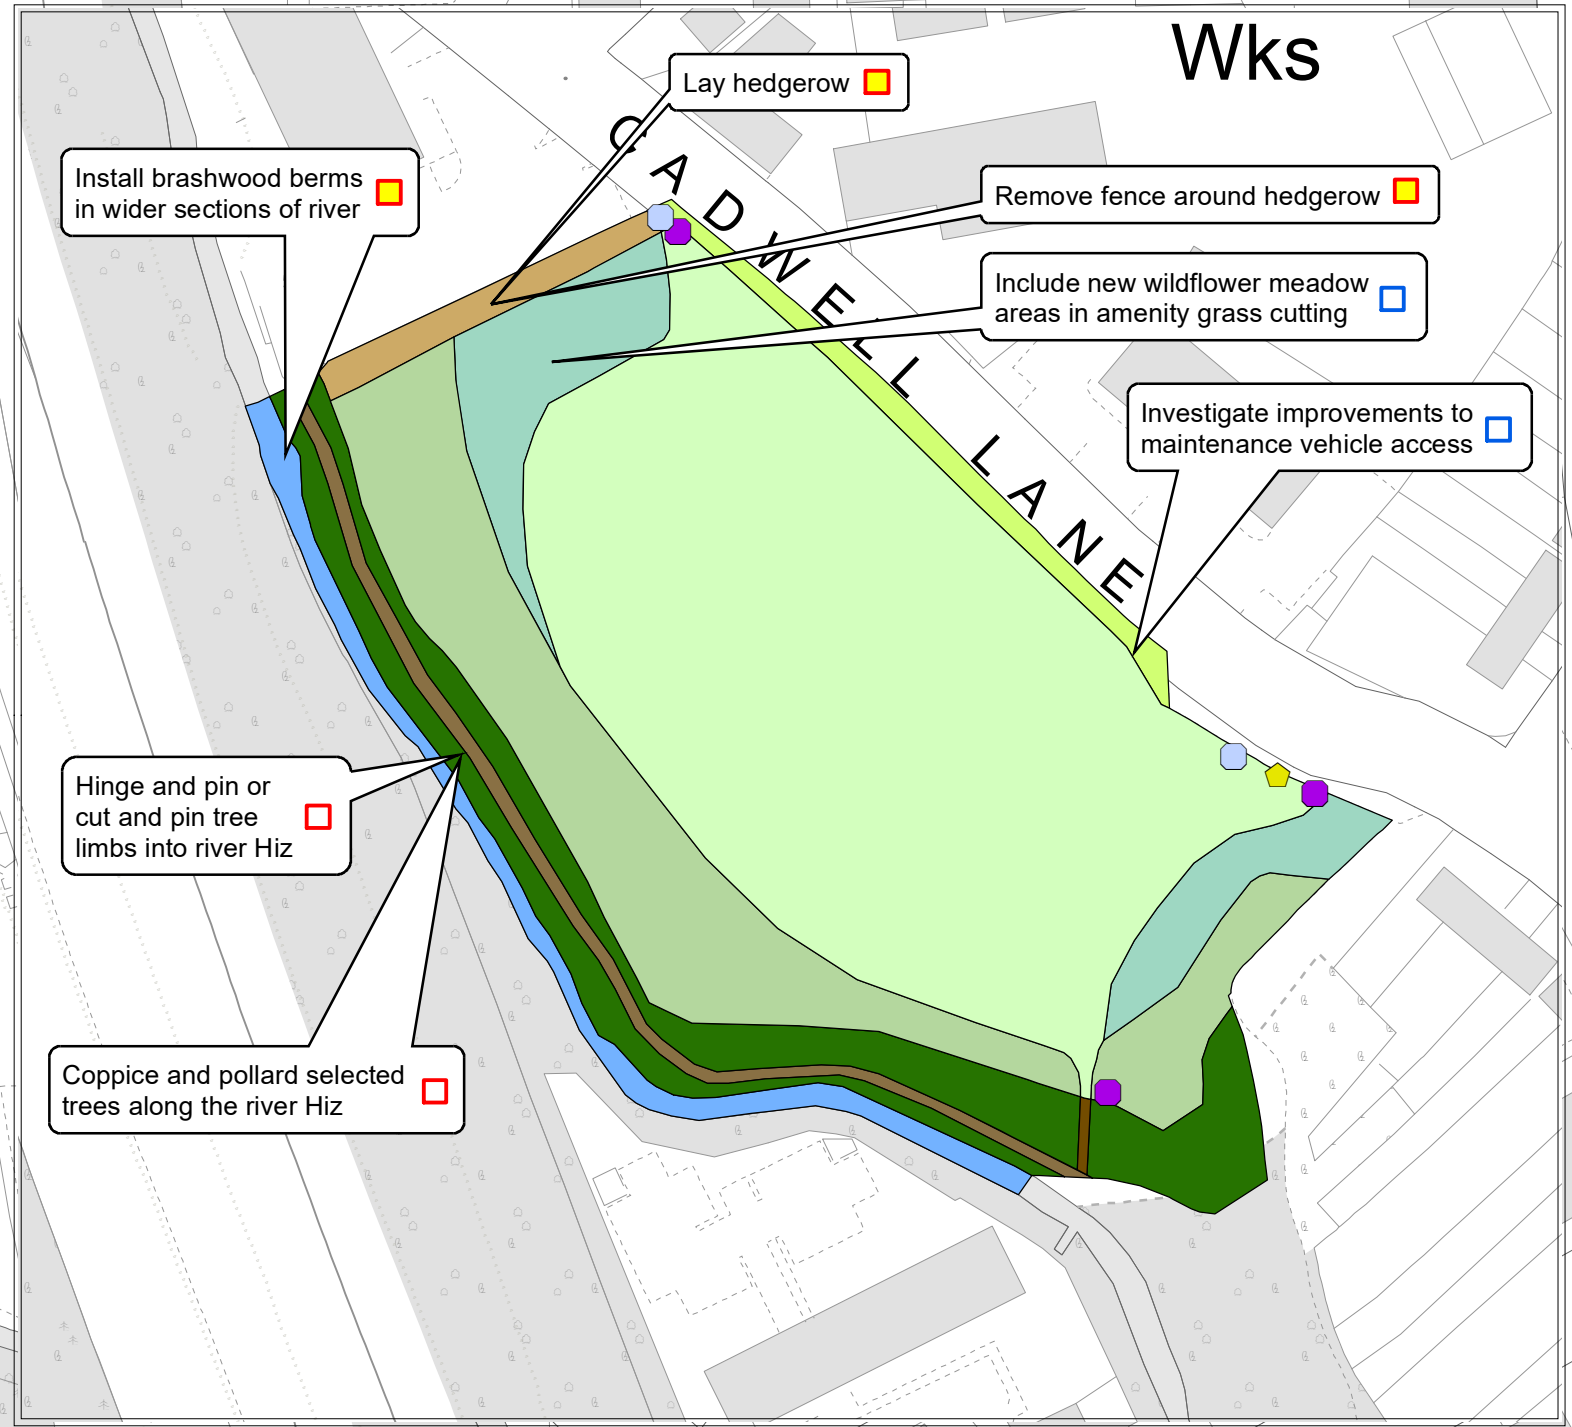 Wks
Lay hedgerow
CADWELL LANE
Install brashwood berms
in wider sections of river
Remove fence around hedgerow
Include new wildflower meadow
areas in amenity grass cutting
Investigate improvements to
maintenance vehicle access
Hinge and pin or
cut and pin tree
limbs into river Hiz
Coppice and pollard selected
trees along the river Hiz